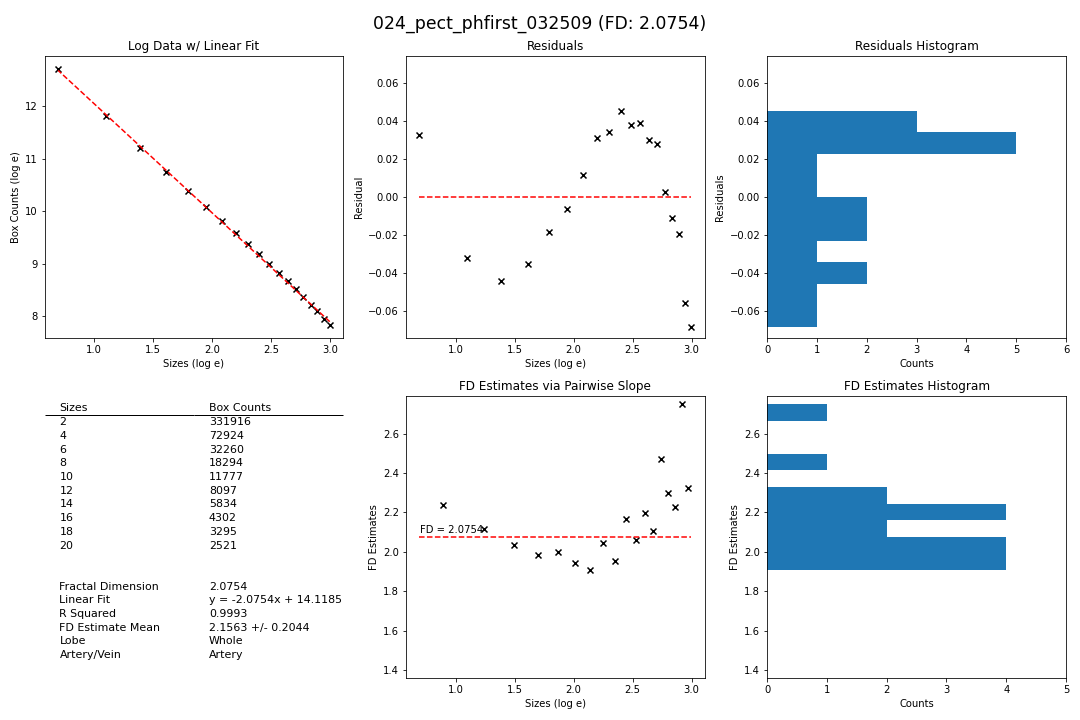 024_pect_phfirst_032509 (FD: 2.0754)
Log Data w/ Linear Fit
Box Counts (log e)
12
11
10
9
8
1.0 1.5 2.0 2.5 3.0
Sizes (log e)
Residuals
Residual
0.06
0.04
0.02
0.00
−0.02
−0.04
−0.06
1.0 1.5 2.0 2.5 3.0
Sizes (log e)
Residuals Histogram
Residuals
0.06
0.04
0.02
0.00
−0.02
−0.04
−0.06
0 1 2 3 4 5 6
Counts
Sizes Box Counts
2 331916
4 72924
6 32260
8 18294
10 11777
12 8097
14 5834
16 4302
18 3295
20 2521
Fractal Dimension 2.0754
Linear Fit y = -2.0754x + 14.1185
R Squared 0.9993
FD Estimate Mean 2.1563 +/- 0.2044
Lobe Whole
Artery/Vein Artery
FD Estimates via Pairwise Slope
FD Estimates
2.6
2.4
2.2
FD = 2.0754
2.0
1.8
1.6
1.4
1.0 1.5 2.0 2.5 3.0
Sizes (log e)
FD Estimates Histogram
FD Estimates
2.6
2.4
2.2
2.0
1.8
1.6
1.4
0 1 2 3 4 5
Counts